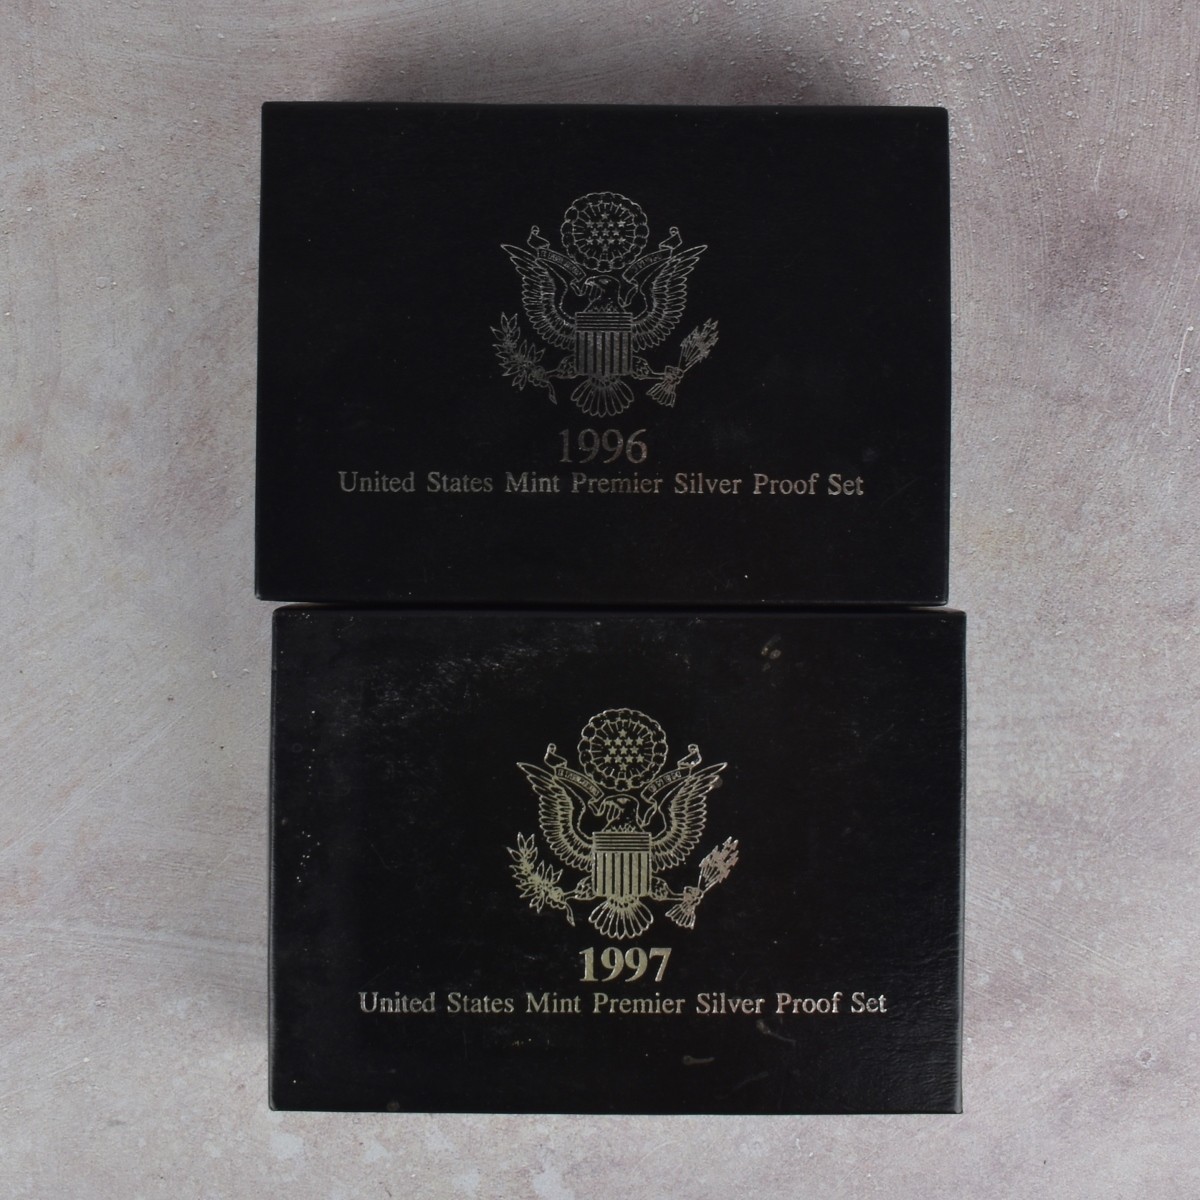 1996
United States Mint Premier Silver Proof Set
1997
United States Mint Premier Silver Proof Set